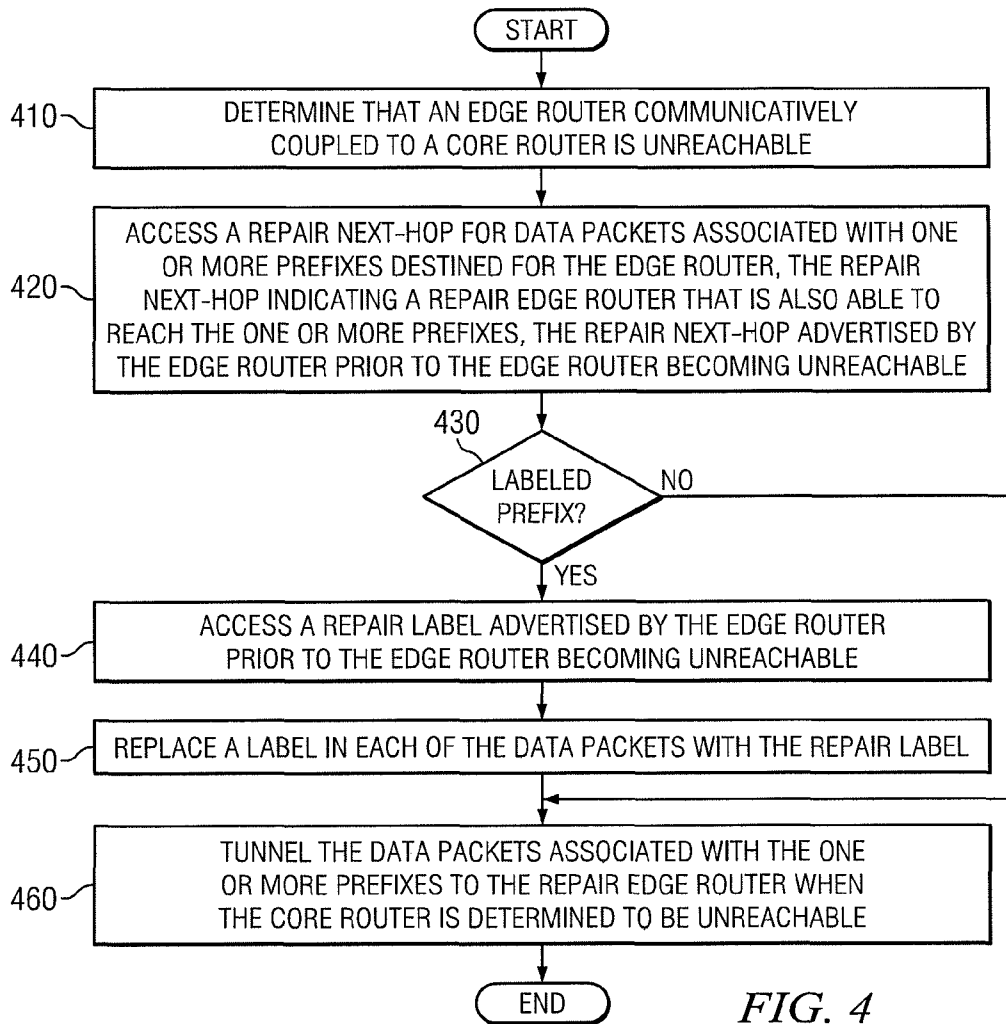 START
410
DETERMINE THAT AN EDGE ROUTER COMMUNICATIVELY
COUPLED TO A CORE ROUTER IS UNREACHABLE
420
ACCESS A REPAIR NEXT-HOP FOR DATA PACKETS ASSOCIATED WITH ONE
OR MORE PREFIXES DESTINED FOR THE EDGE ROUTER, THE REPAIR
NEXT-HOP INDICATING A REPAIR EDGE ROUTER THAT IS ALSO ABLE TO
REACH THE ONE OR MORE PREFIXES, THE REPAIR NEXT-HOP ADVERTISED BY
THE EDGE ROUTER PRIOR TO THE EDGE ROUTER BECOMING UNREACHABLE
430
LABELED
PREFIX?
NO
YES
440
ACCESS A REPAIR LABEL ADVERTISED BY THE EDGE ROUTER
PRIOR TO THE EDGE ROUTER BECOMING UNREACHABLE
450
REPLACE A LABEL IN EACH OF THE DATA PACKETS WITH THE REPAIR LABEL
460
TUNNEL THE DATA PACKETS ASSOCIATED WITH THE ONE
OR MORE PREFIXES TO THE REPAIR EDGE ROUTER WHEN
THE CORE ROUTER IS DETERMINED TO BE UNREACHABLE
END
FIG. 4